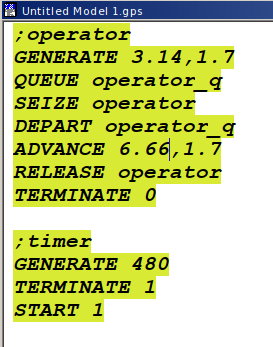 Untitled Model 1.gps
;operator
GENERATE 3.14,1.7
QUEUE operator_q
SEIZE operator
DEPART operator_q
ADVANCE 6.66,1.7
RELEASE operator
TERMINATE 0
;timer
GENERATE 480
TERMINATE 1
START 1